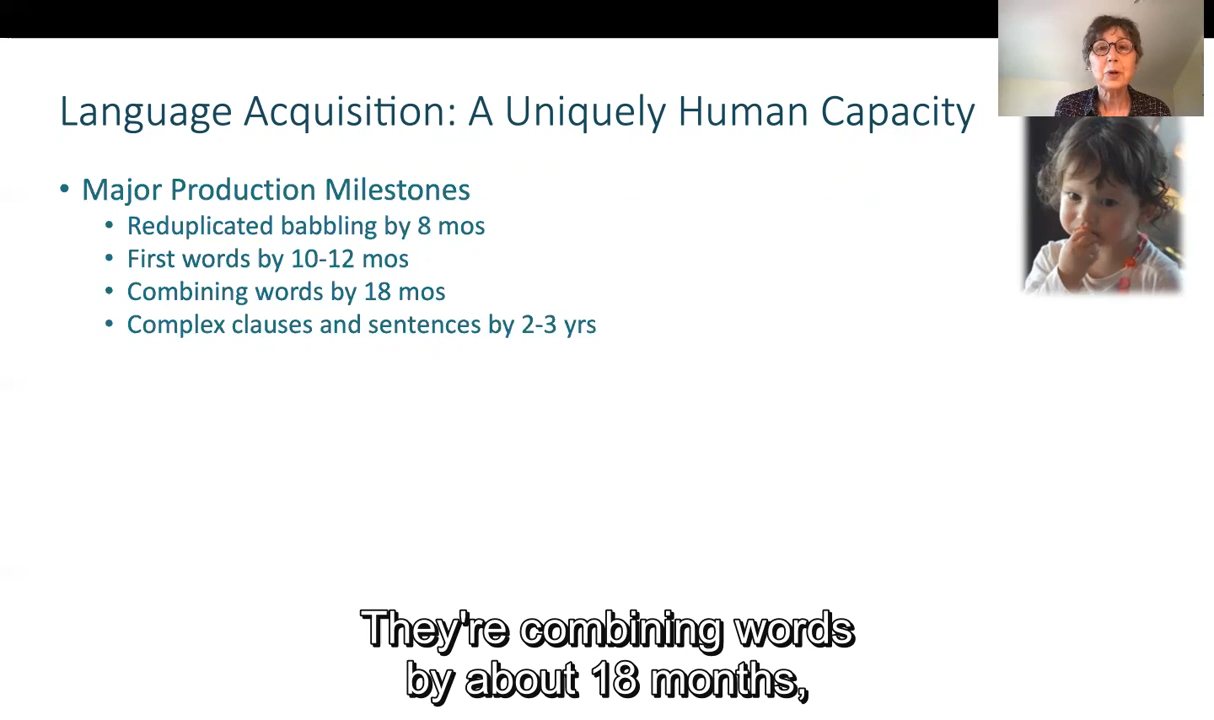 Language Acquisition: A Uniquely Human Capacity
• Major Production Milestones
• Reduplicated babbling by 8 mos
• First words by 10-12 mos
• Combining words by 18 mos
• Complex clauses and sentences by 2-3 yrs
They're combining words
by about 18 months,